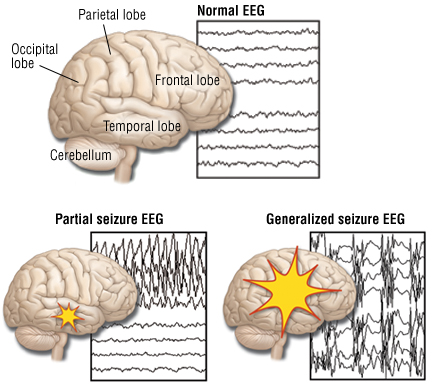 Normal EEG
Parietal lobe
Occipital
lobe
Frontal lobe
Temporal lobe
Cerebellum
Partial seizure EEG
Generalized seizure EEG